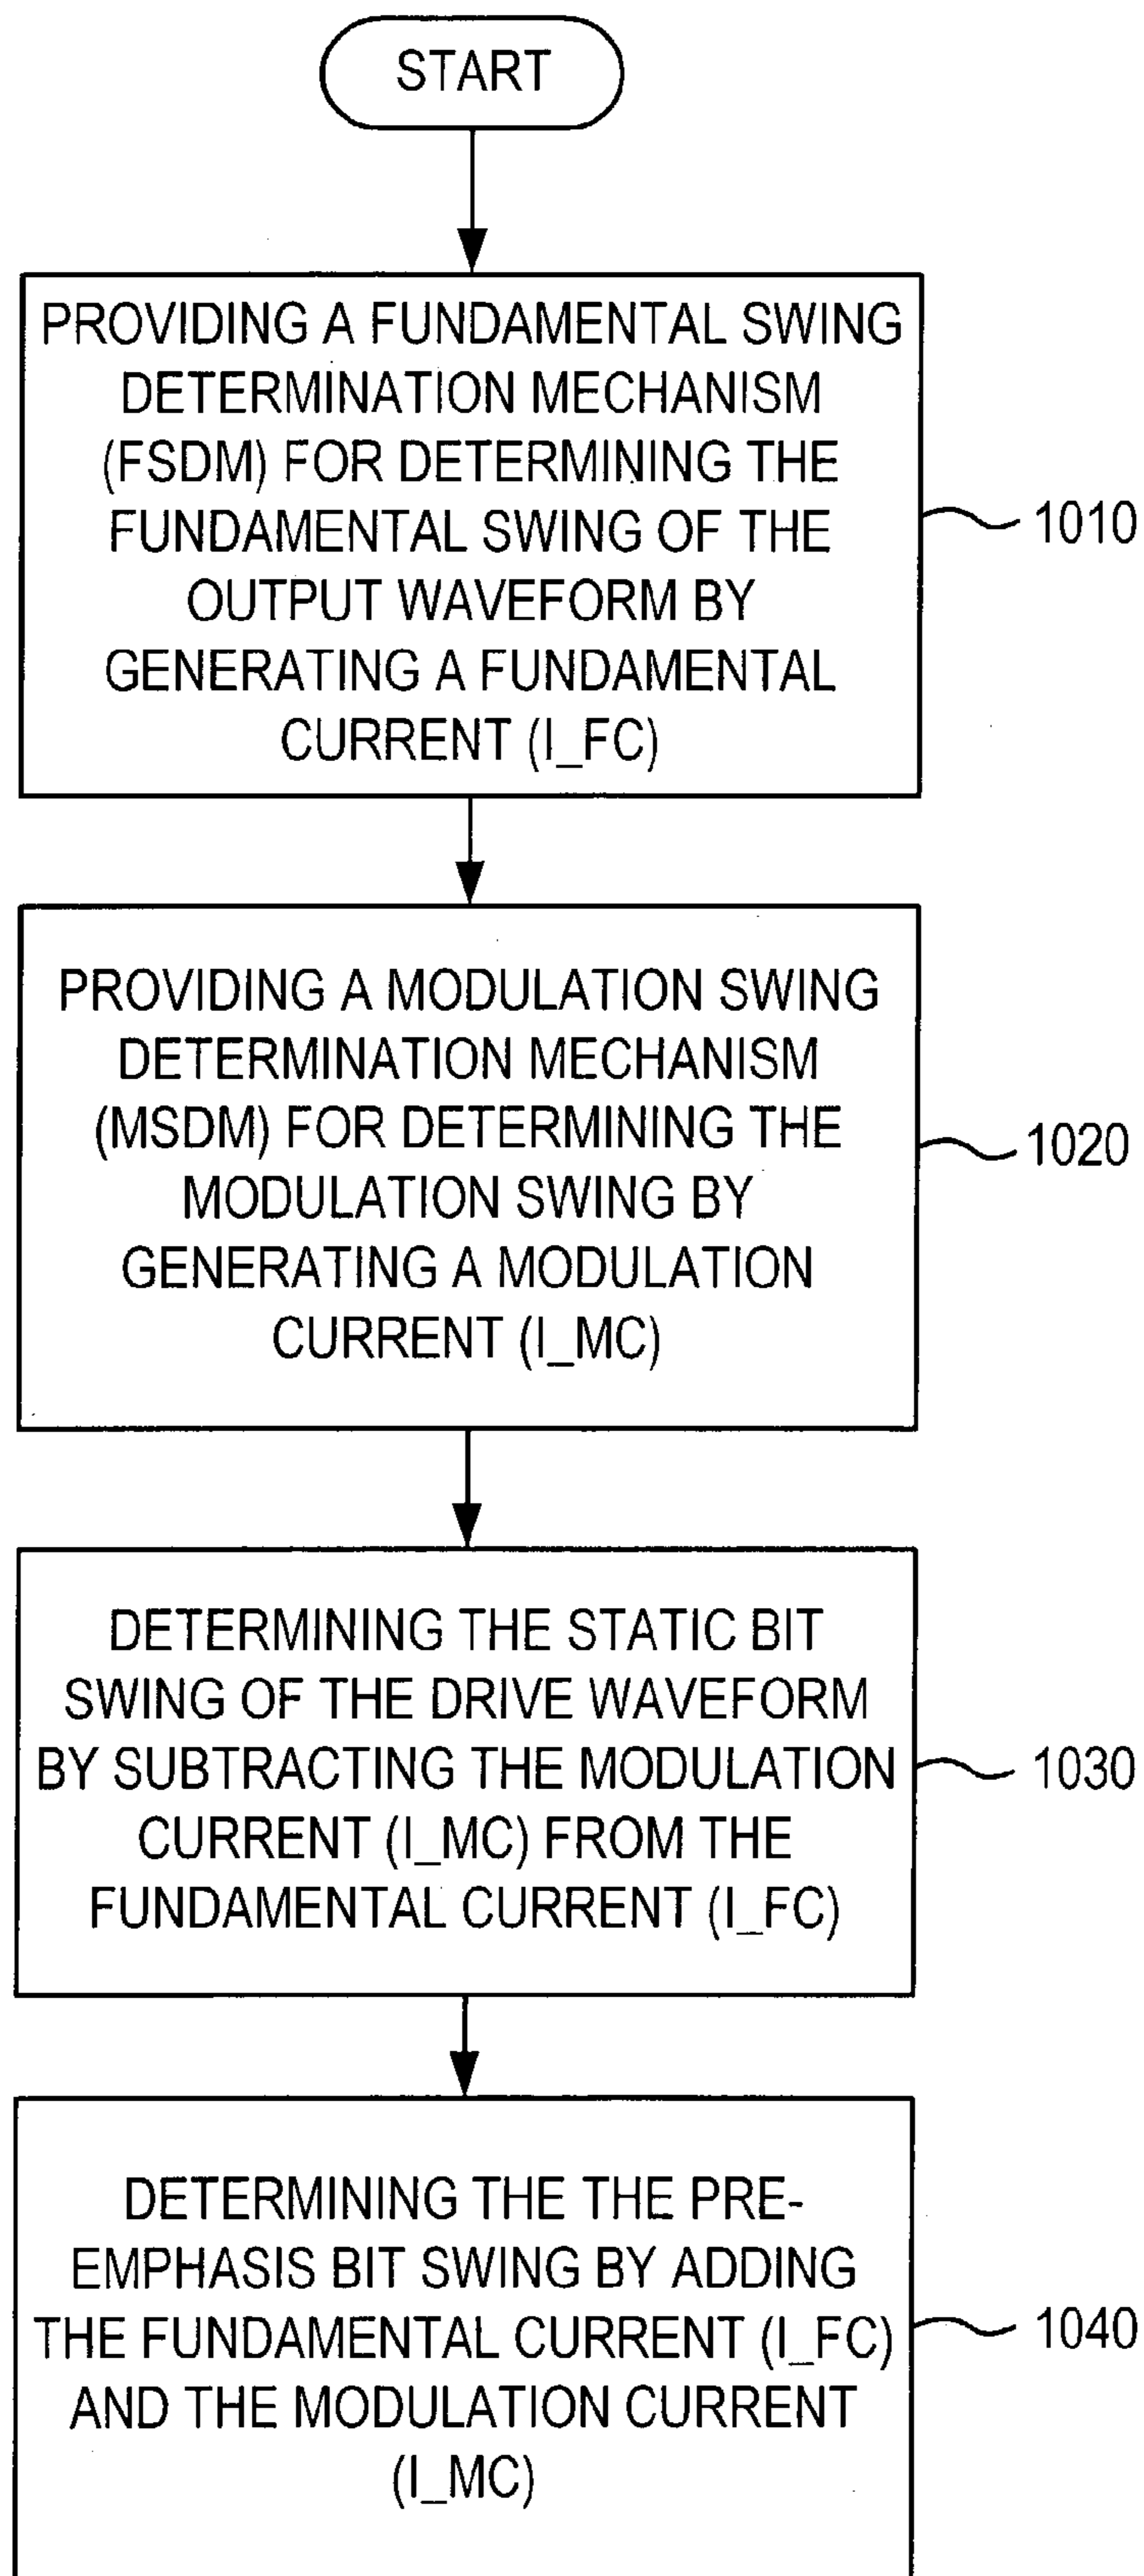 START
PROVIDING A FUNDAMENTAL SWING
DETERMINATION MECHANISM
(FSDM) FOR DETERMINING THE
FUNDAMENTAL SWING OF THE
OUTPUT WAVEFORM BY
GENERATING A FUNDAMENTAL
CURRENT (I_FC)
1010
PROVIDING A MODULATION SWING
DETERMINATION MECHANISM
(MSDM) FOR DETERMINING THE
MODULATION SWING BY
GENERATING A MODULATION
CURRENT (I_MC)
1020
DETERMINING THE STATIC BIT
SWING OF THE DRIVE WAVEFORM
BY SUBTRACTING THE MODULATION
CURRENT (I_MC) FROM THE
FUNDAMENTAL CURRENT (I_FC)
1030
DETERMINING THE THE PRE-
EMPHASIS BIT SWING BY ADDING
THE FUNDAMENTAL CURRENT (I_FC)
AND THE MODULATION CURRENT
(I_MC)
1040